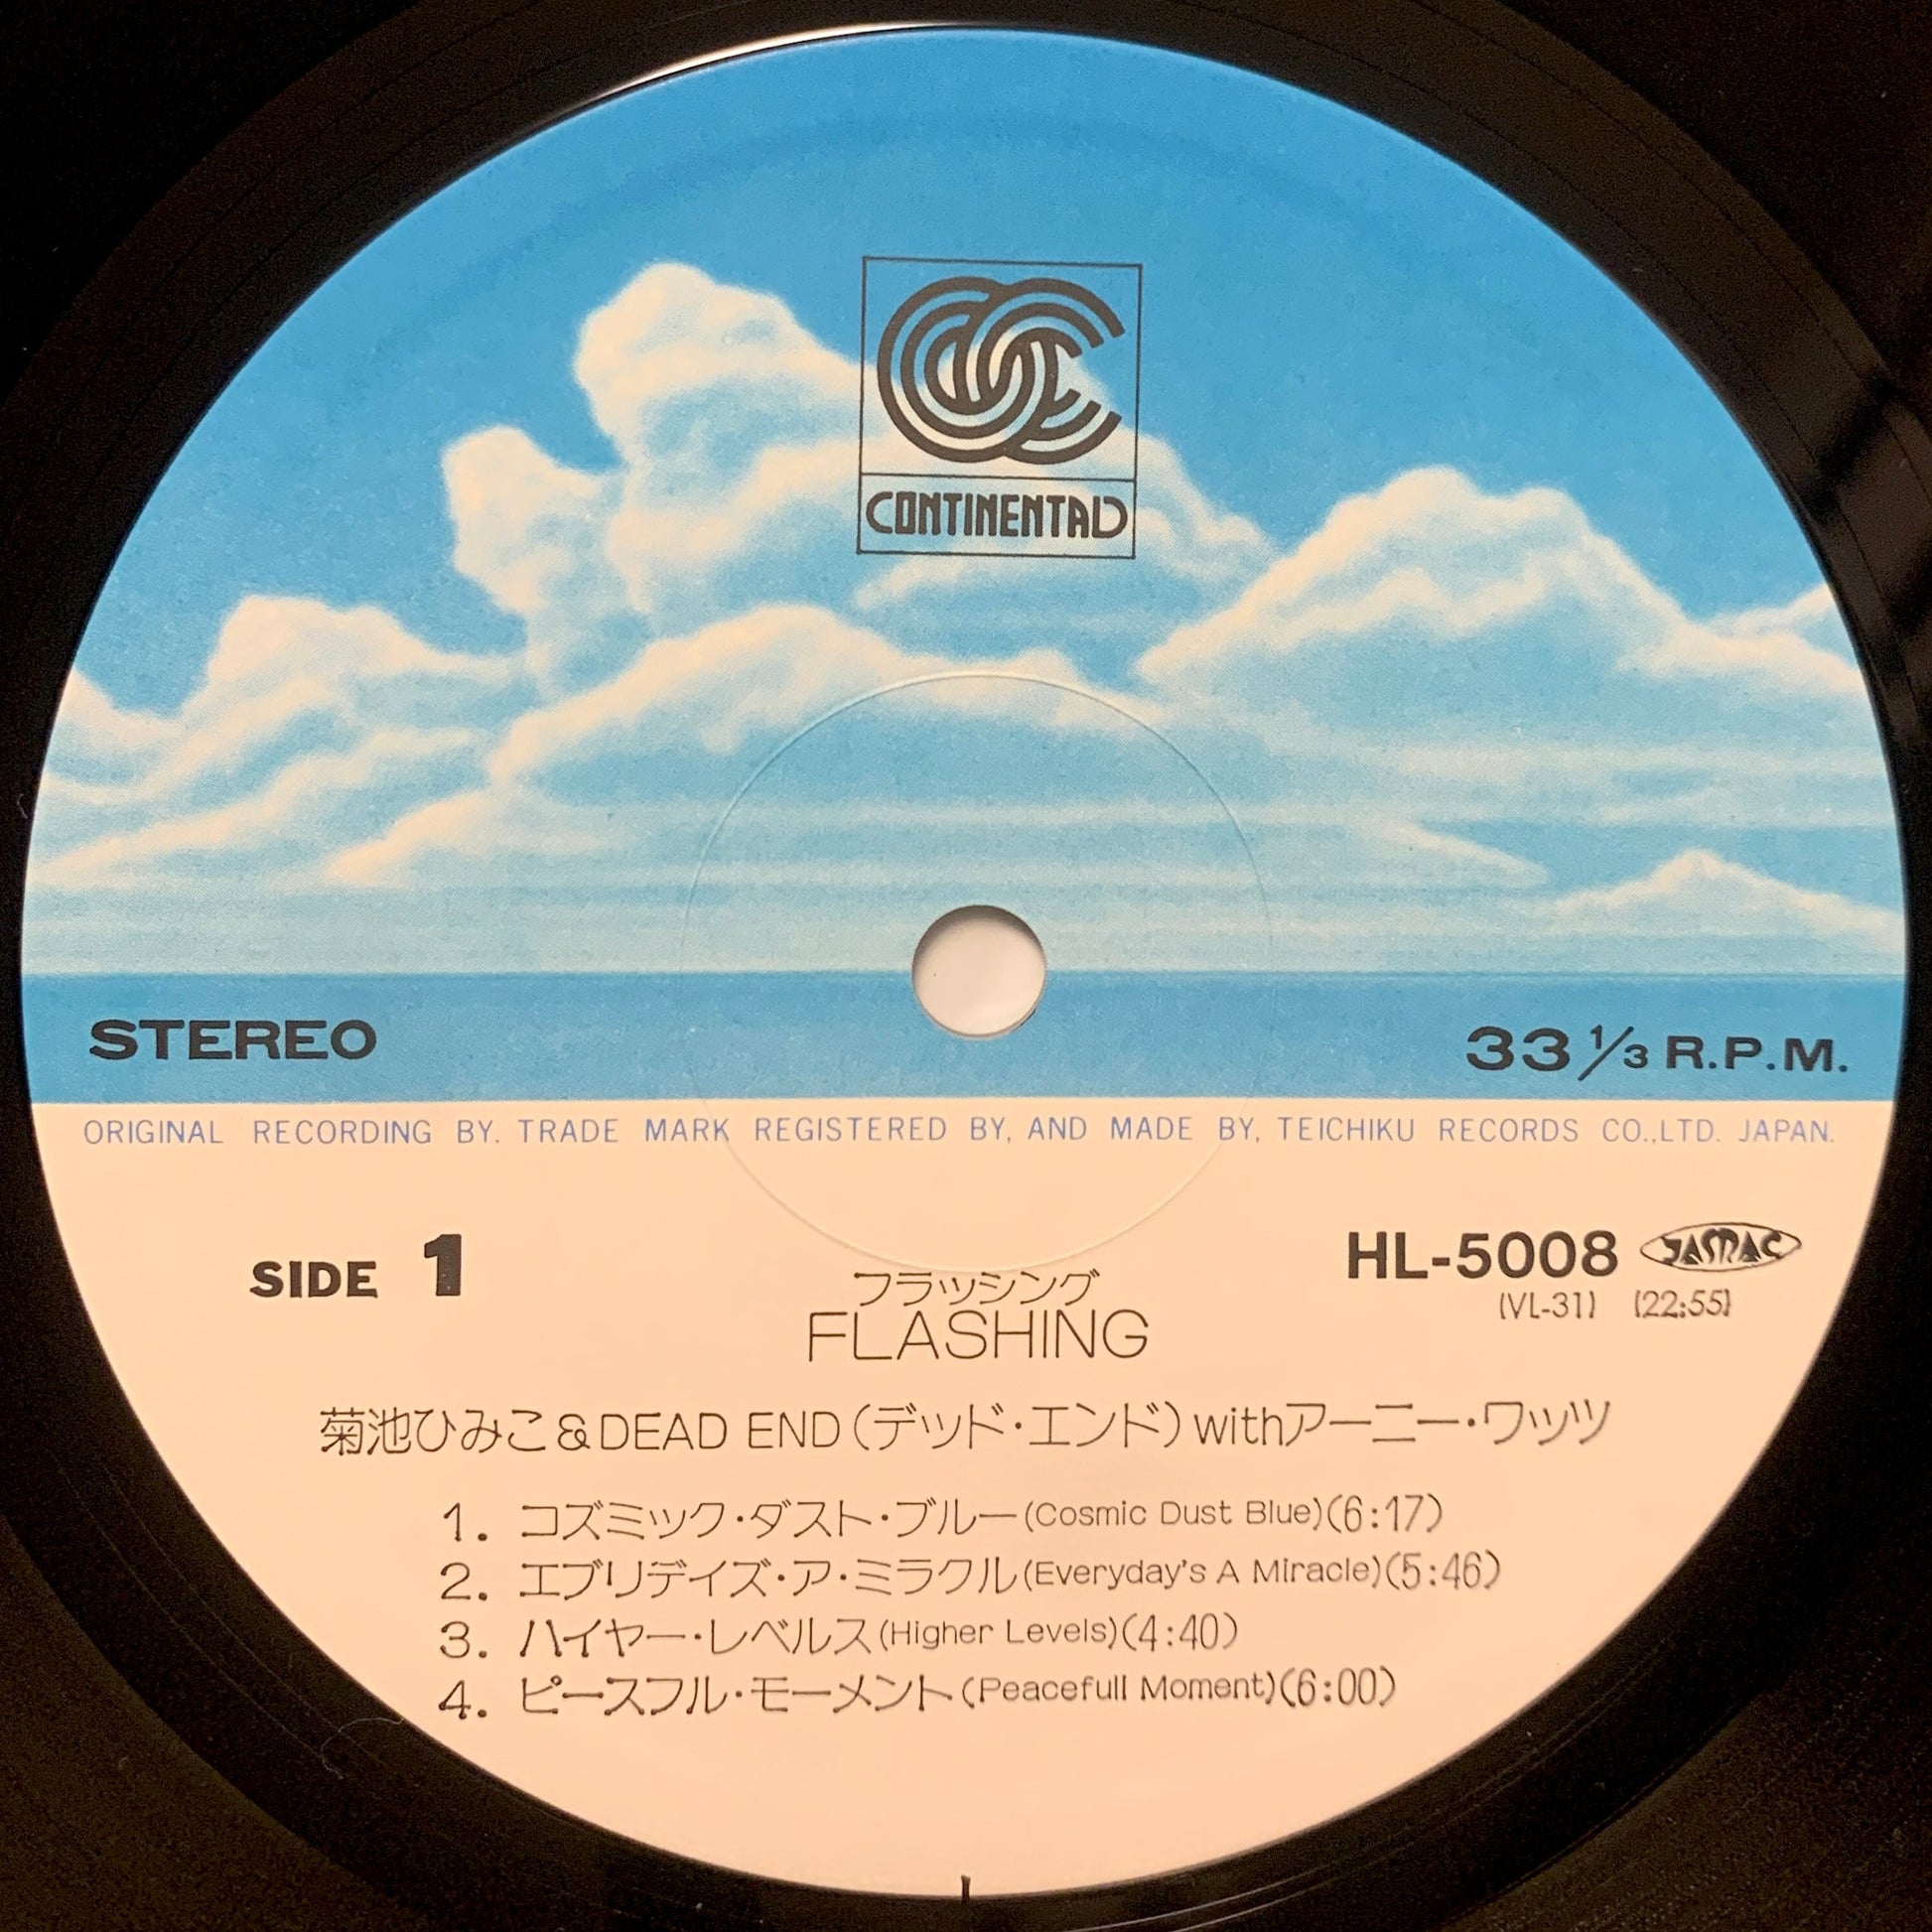 CONTINENTAL
STEREO
33 1/3 R.P.M.
ORIGINAL RECORDING BY. TRADE MARK REGISTERED BY, AND MADE BY, TEICHIKU RECORDS CO.,LTD. JAPAN.
SIDE 1
HL-5008 JASRAC
(VL-31) (22:55)
フラッシング
FLASHING
菊池ひみこ&DEAD END(デッド・エンド)withアーニー・ワッツ
1. コズミック・ダスト・ブルー(Cosmic Dust Blue)(6:17)
2. エブリデイズ・ア・ミラクル(Everyday's A Miracle)(5:46)
3. ハイヤー・レベルス(Higher Levels)(4:40)
4. ピースフル・モーメント(Peacefull Moment)(6:00)